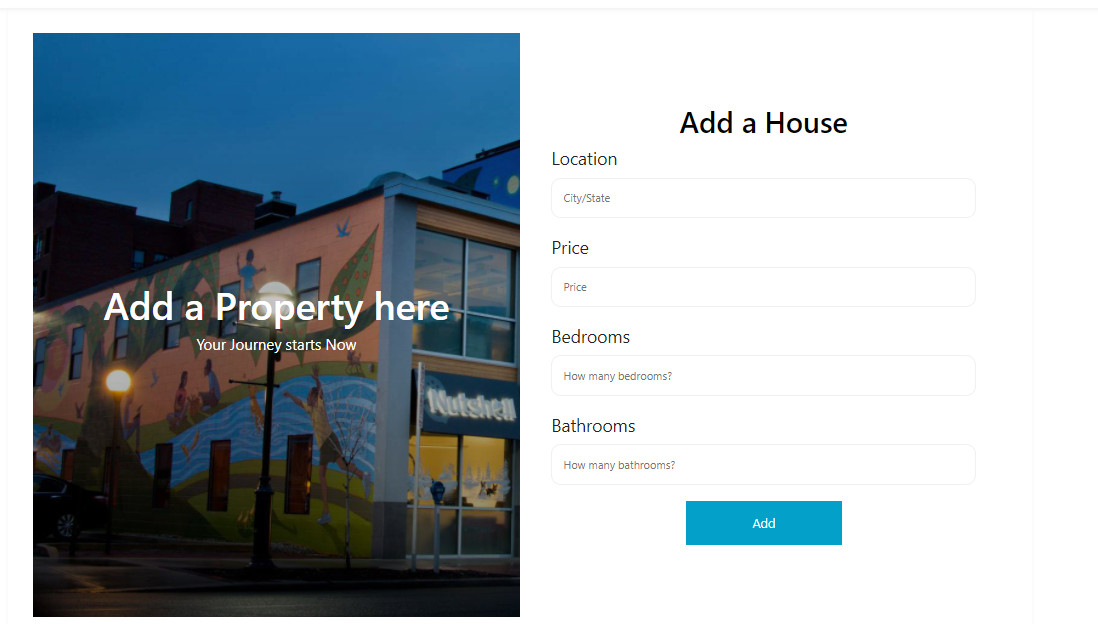 Add a Property here
Your Journey starts Now
Nutshell
Add a House
Location
City/State
Price
Price
Bedrooms
How many bedrooms?
Bathrooms
How many bathrooms?
Add